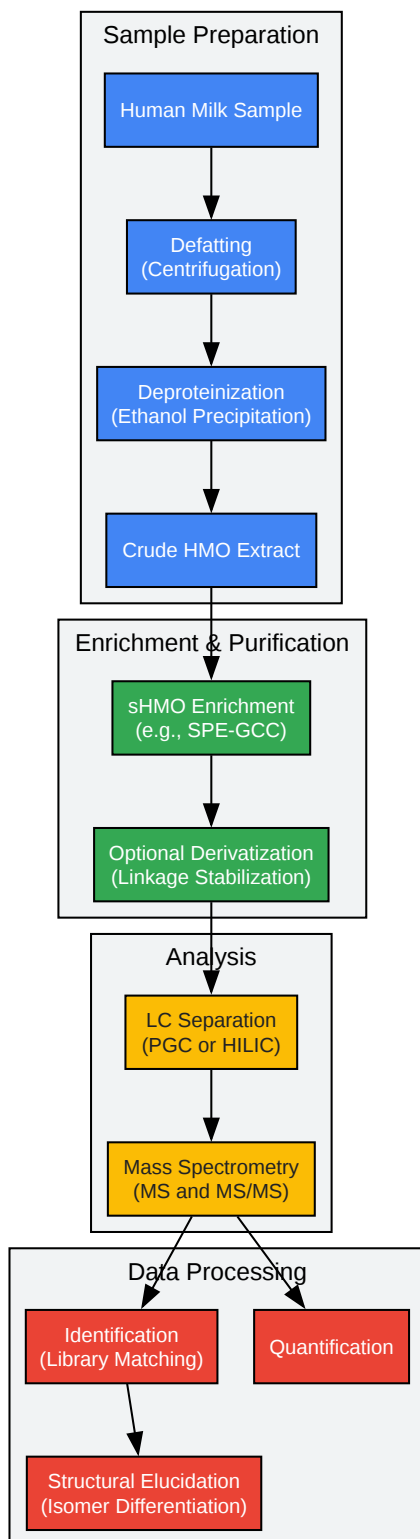 Sample Preparation
Human Milk Sample
Defatting
(Centrifugation)
Deproteinization
(Ethanol Precipitation)
Crude HMO Extract
Enrichment & Purification
sHMO Enrichment
(e.g., SPE-GCC)
Optional Derivatization
(Linkage Stabilization)
Analysis
LC Separation
(PGC or HILIC)
Mass Spectrometry
(MS and MS/MS)
Data Processing
Identification
(Library Matching)
Quantification
Structural Elucidation
(Isomer Differentiation)